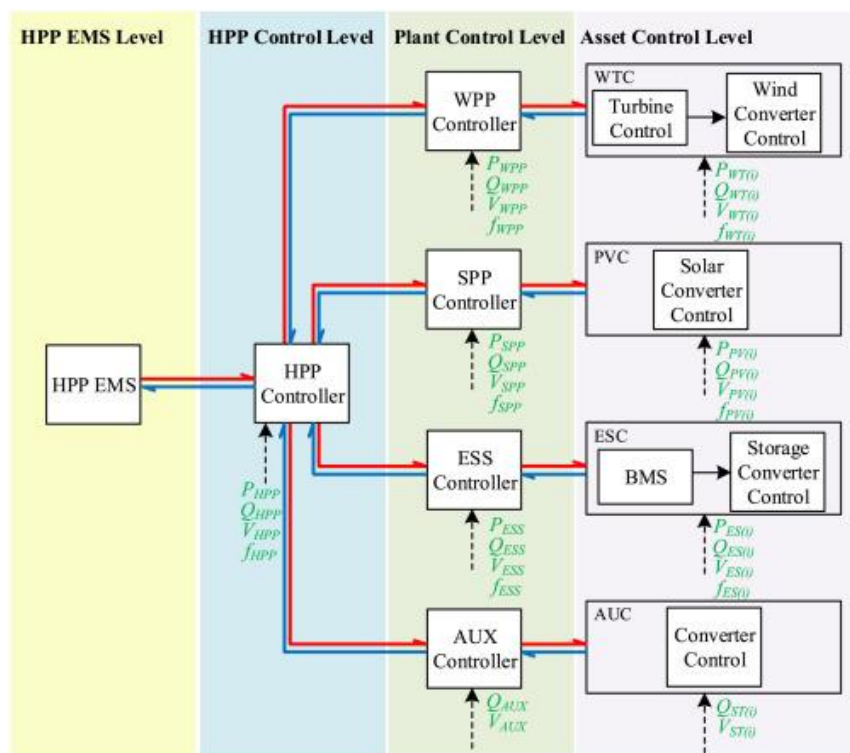 HPP EMS Level
HPP Control Level
Plant Control Level
Asset Control Level
HPP EMS
HPP
Controller
P_HPP
Q_HPP
V_HPP
f_HPP
WPP
Controller
P_WPP
Q_WPP
V_WPP
f_WPP
SPP
Controller
P_SPP
Q_SPP
V_SPP
f_SPP
ESS
Controller
P_ESS
Q_ESS
V_ESS
f_ESS
AUX
Controller
Q_AUX
V_AUX
WTC
Turbine
Control
Wind
Converter
Control
P_WT(i)
Q_WT(i)
V_WT(i)
f_WT(i)
PVC
Solar
Converter
Control
P_PV(i)
Q_PV(i)
V_PV(i)
f_PV(i)
ESC
BMS
Storage
Converter
Control
P_ES(i)
Q_ES(i)
V_ES(i)
f_ES(i)
AUC
Converter
Control
Q_ST(i)
V_ST(i)